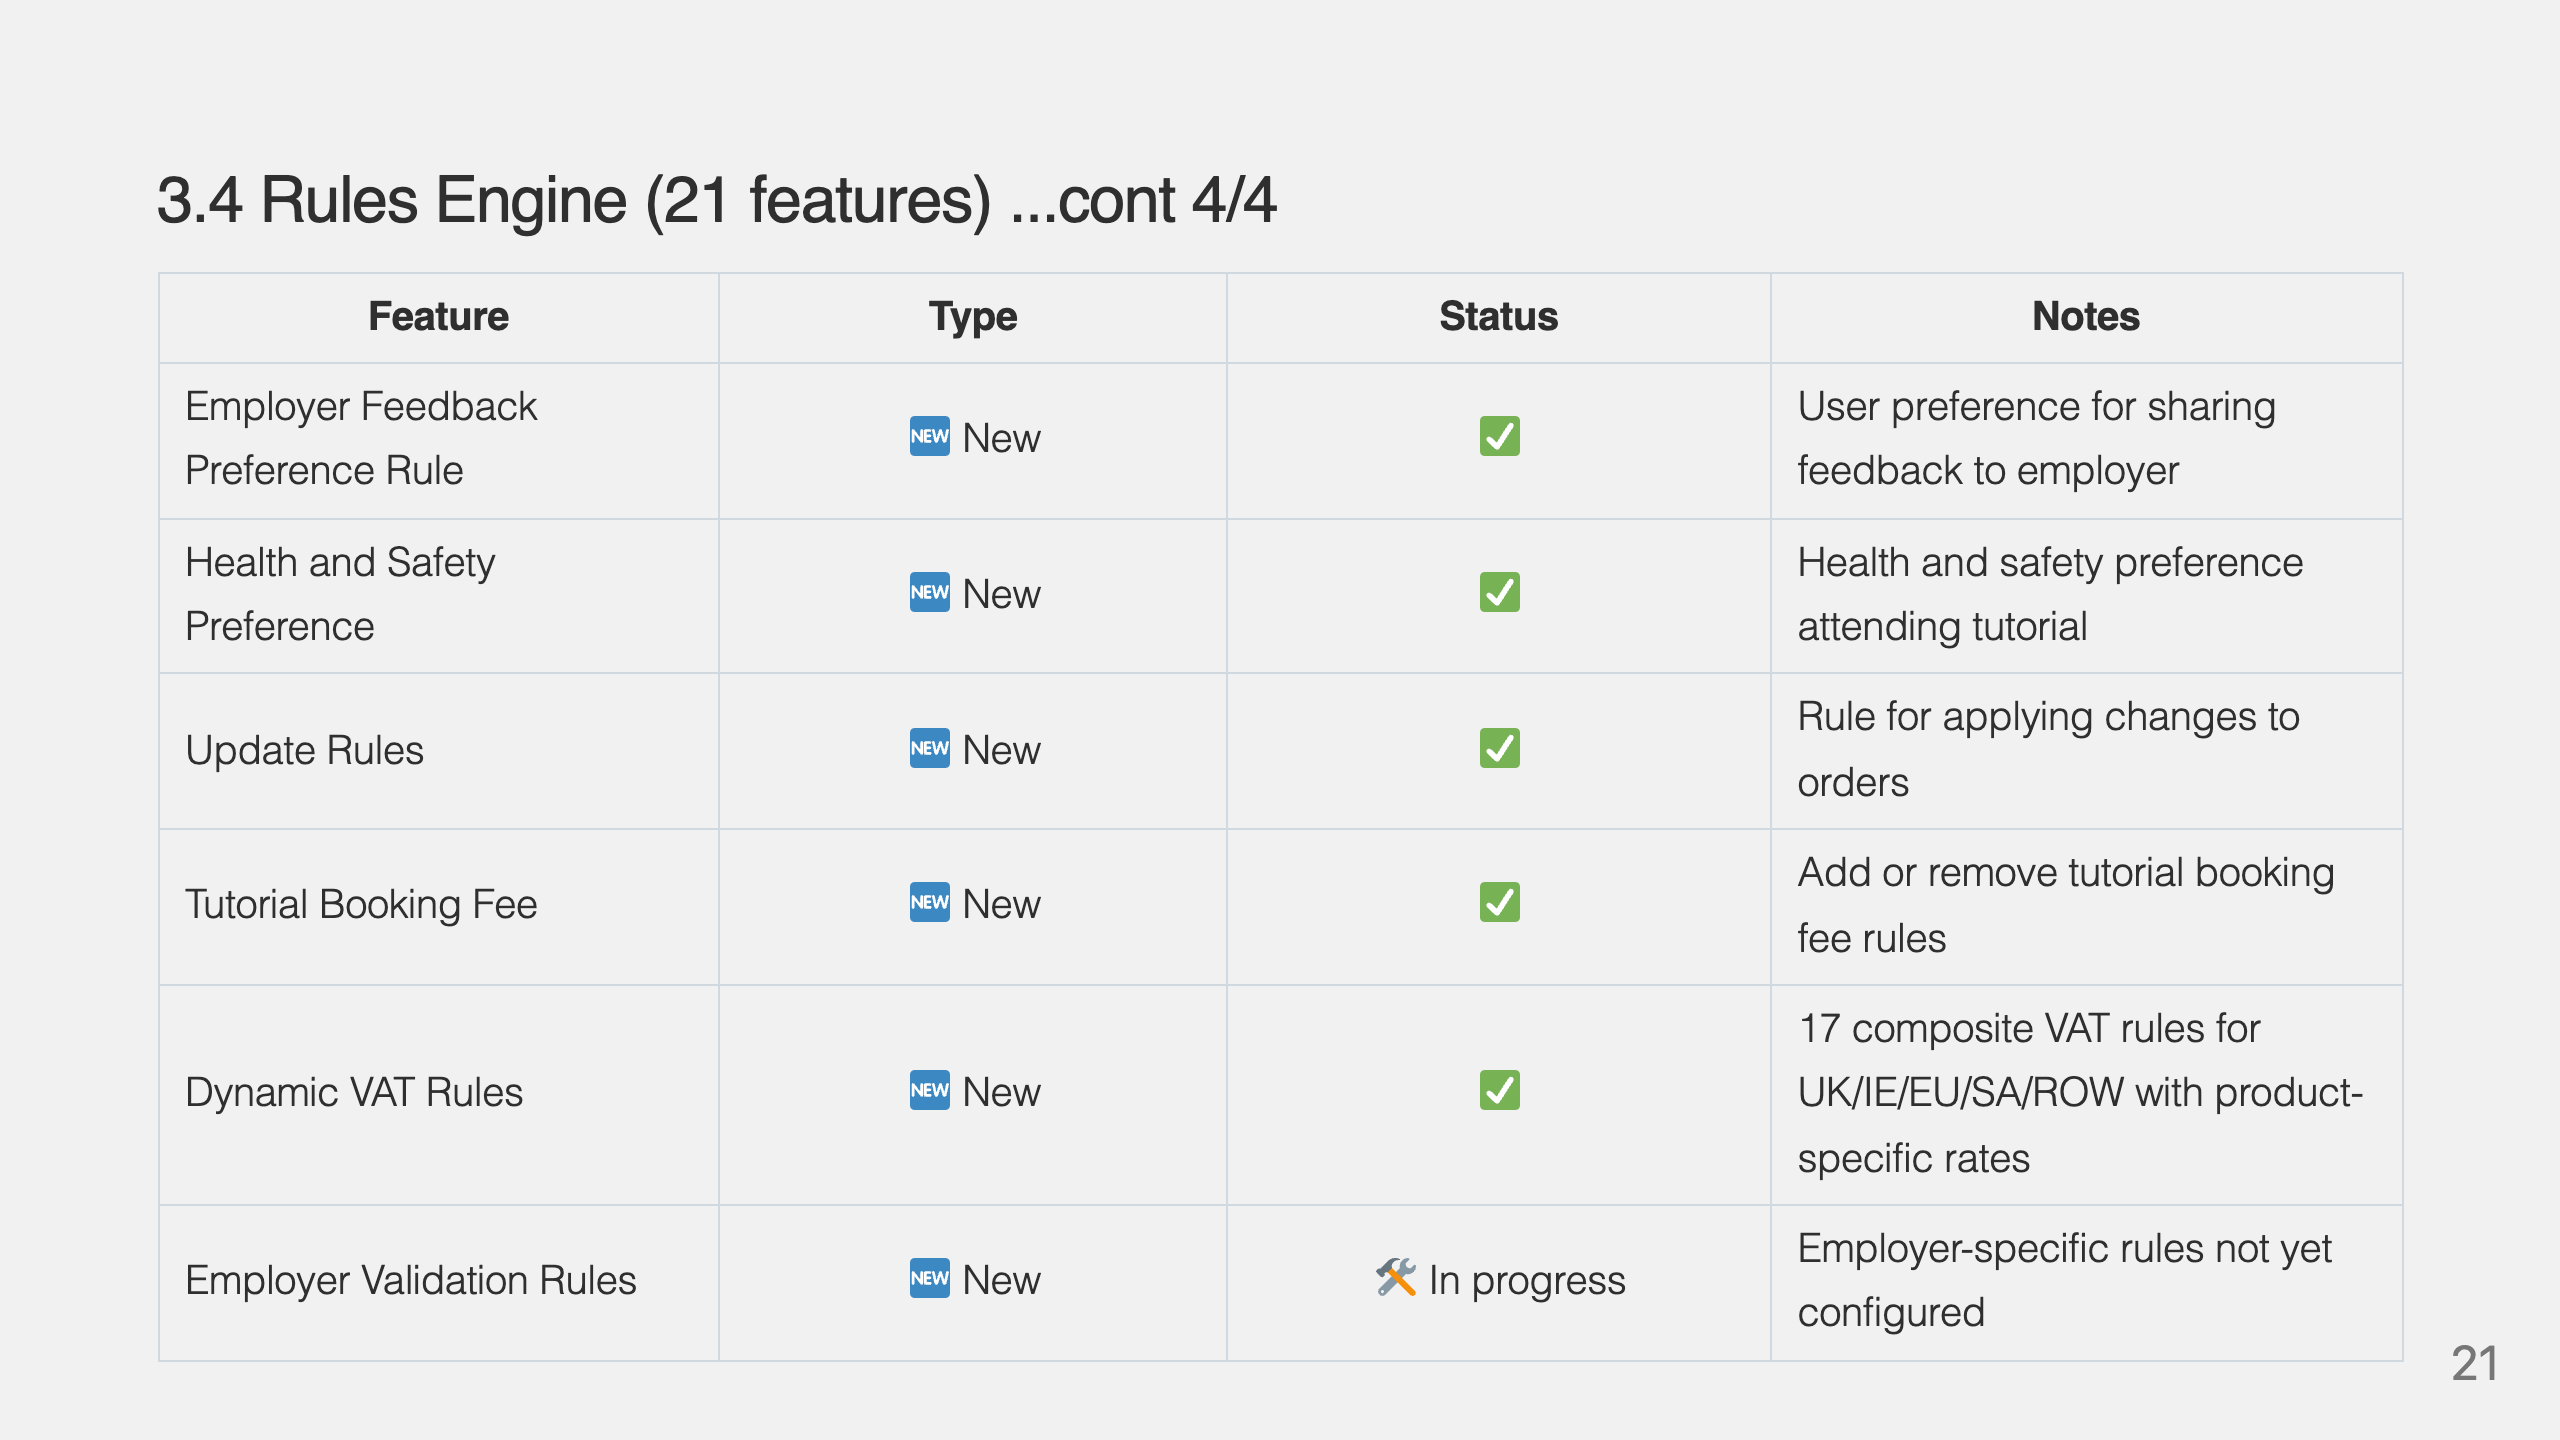 3.4 Rules Engine (21 features) ...cont 4/4
Feature Type Status Notes
Employer Feedback
Preference Rule
NEW New
✅
User preference for sharing
feedback to employer
Health and Safety
Preference
NEW New
✅
Health and safety preference
attending tutorial
Update Rules
NEW New
✅
Rule for applying changes to
orders
Tutorial Booking Fee
NEW New
✅
Add or remove tutorial booking
fee rules
Dynamic VAT Rules
NEW New
✅
17 composite VAT rules for
UK/IE/EU/SA/ROW with product-
specific rates
Employer Validation Rules
NEW New
🛠️ In progress
Employer-specific rules not yet
configured
21